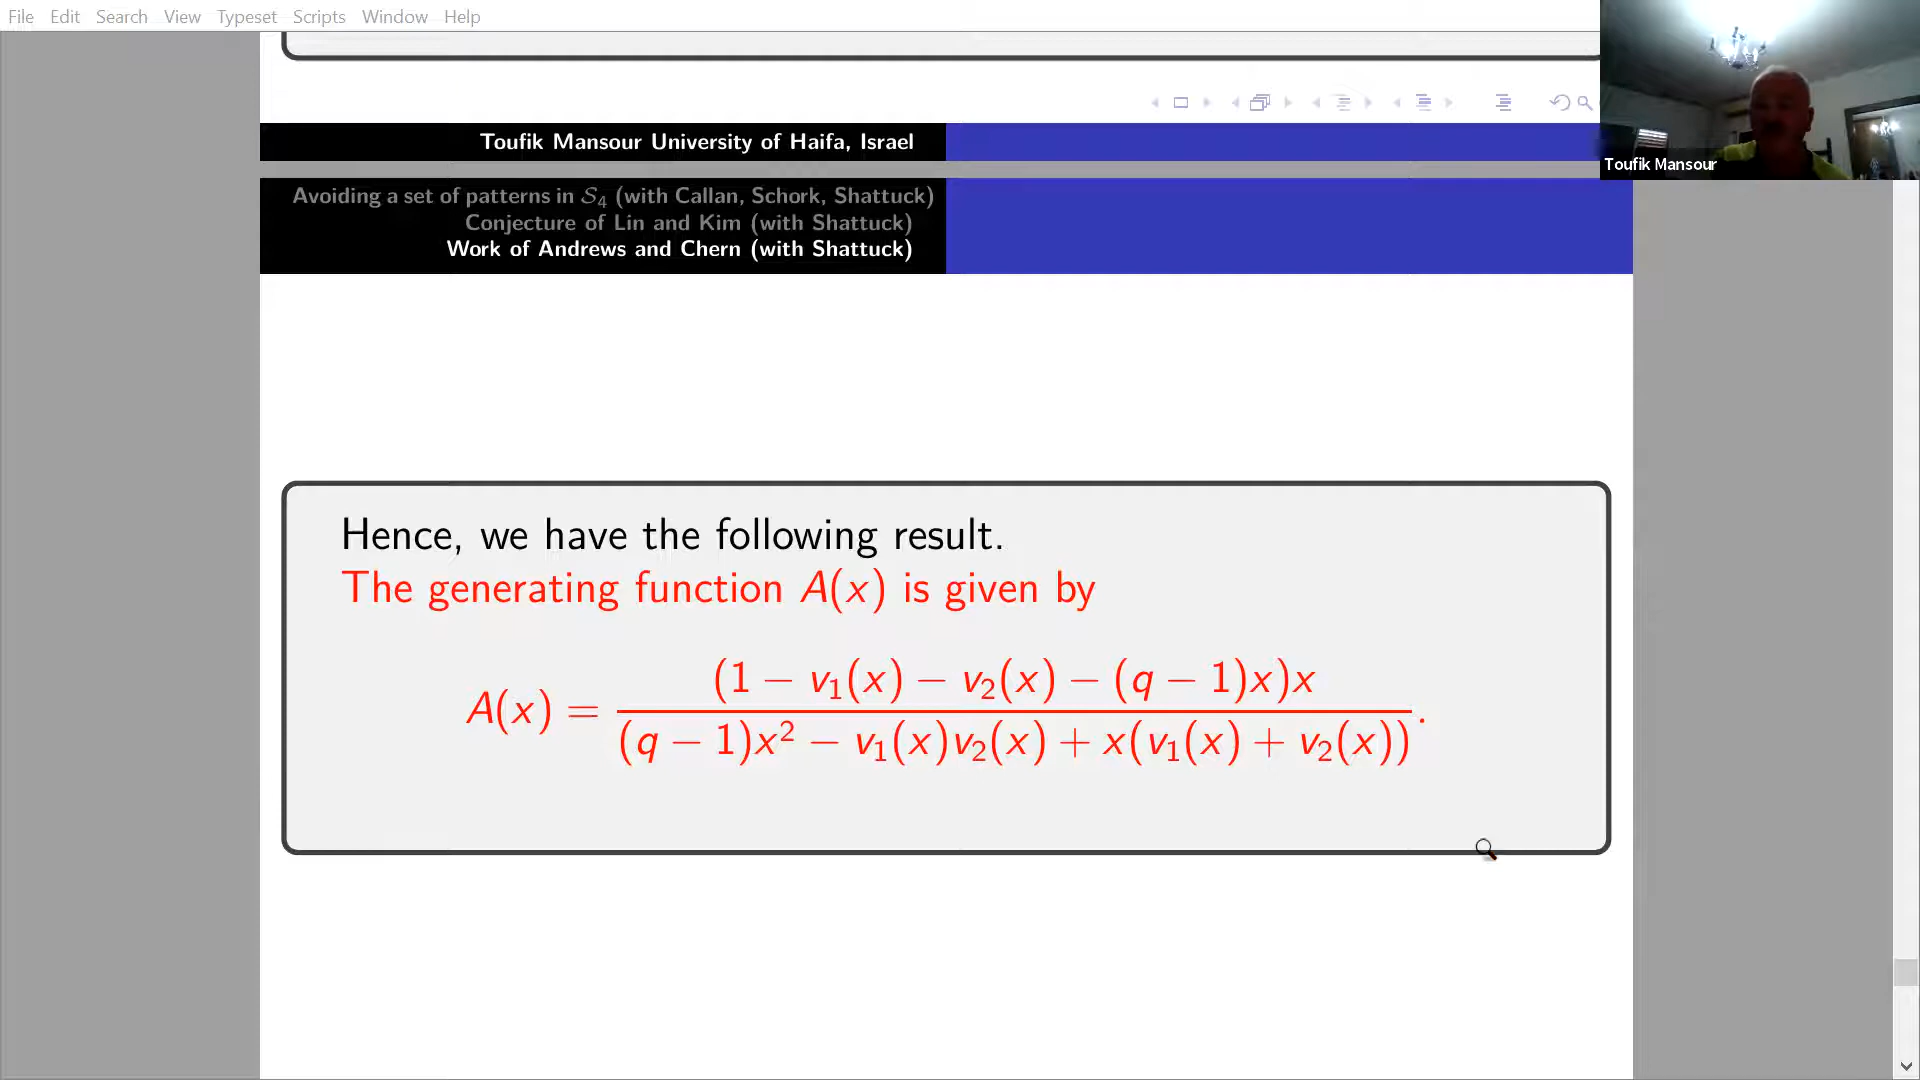 File Edit Search View Typeset Scripts Window Help
Toufik Mansour University of Haifa, Israel
Toufik Mansour
Avoiding a set of patterns in S₄ (with Callan, Schork, Shattuck)
Conjecture of Lin and Kim (with Shattuck)
Work of Andrews and Chern (with Shattuck)
Hence, we have the following result.
The generating function A(x) is given by
A(x) = \frac{(1 − v₁(x) − v₂(x) − (q − 1)x)x}{(q − 1)x² − v₁(x)v₂(x) + x(v₁(x) + v₂(x))}.